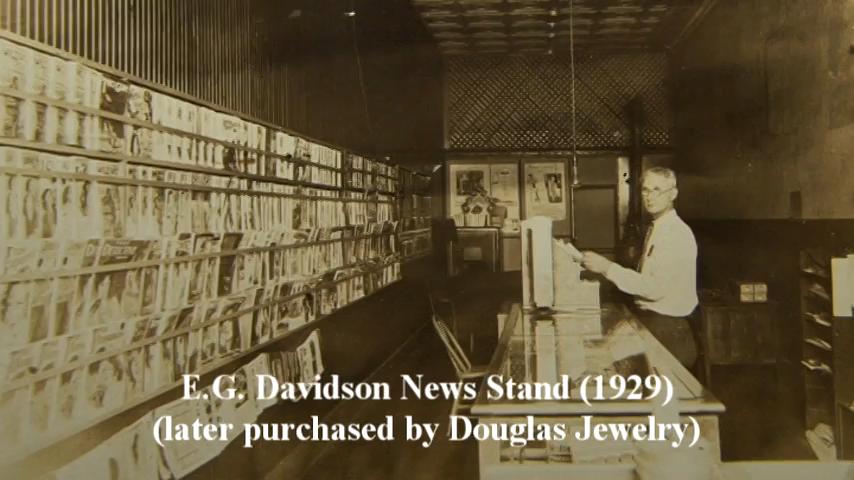 E.G. Davidson News Stand (1929)
(later purchased by Douglas Jewelry)